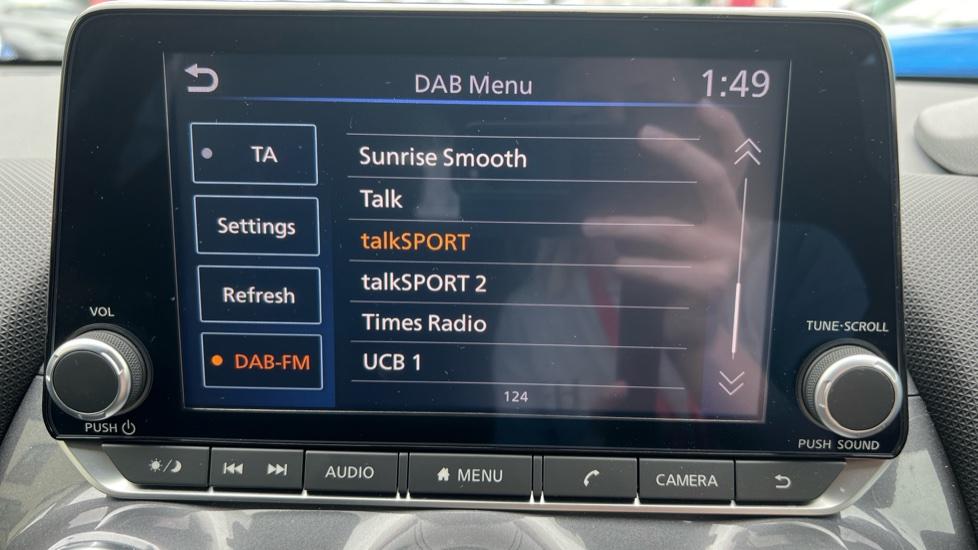 DAB Menu
1:49
TA
Settings
Refresh
DAB-FM
Sunrise Smooth
Talk
talkSPORT
talkSPORT 2
Times Radio
UCB 1
124
VOL
PUSH
TUNE·SCROLL
PUSH SOUND
AUDIO
MENU
CAMERA